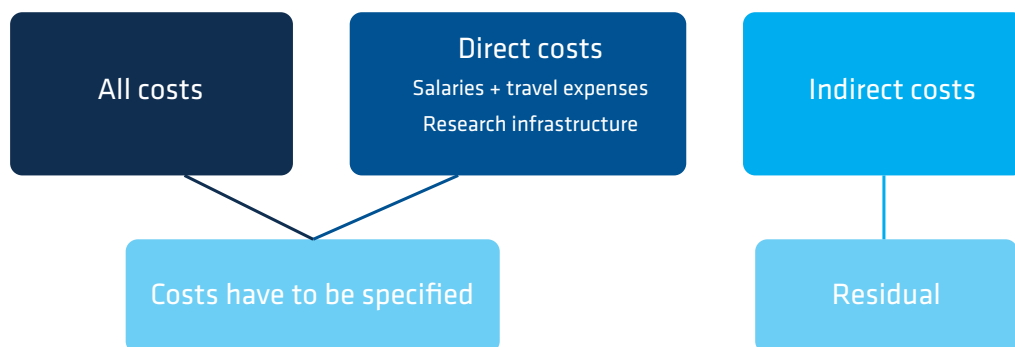 All costs
Direct costs
Salaries + travel expenses
Research infrastructure
Indirect costs
Costs have to be specified
Residual